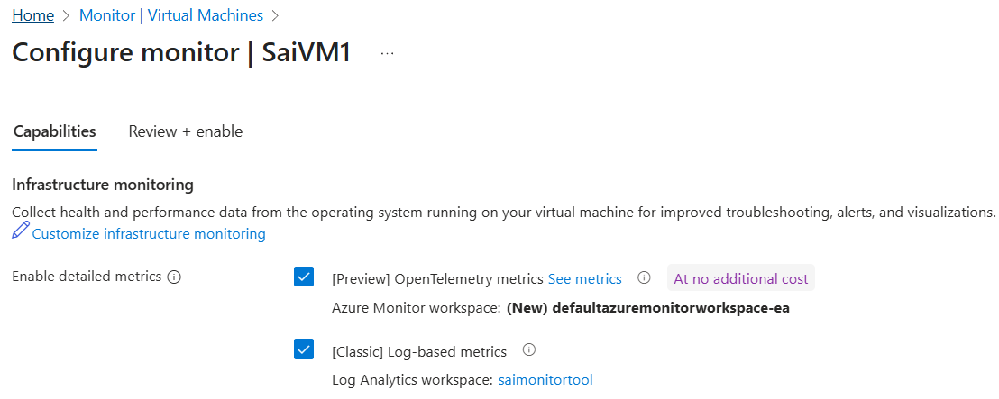 Home > Monitor | Virtual Machines >
Configure monitor | SaiVM1 ...
Capabilities Review + enable
Infrastructure monitoring
Collect health and performance data from the operating system running on your virtual machine for improved troubleshooting, alerts, and visualizations.
Customize infrastructure monitoring
Enable detailed metrics [Preview] OpenTelemetry metrics See metrics At no additional cost
Azure Monitor workspace: (New) defaultazuremonitorworkspace-ea
[Classic] Log-based metrics
Log Analytics workspace: saimonitortool